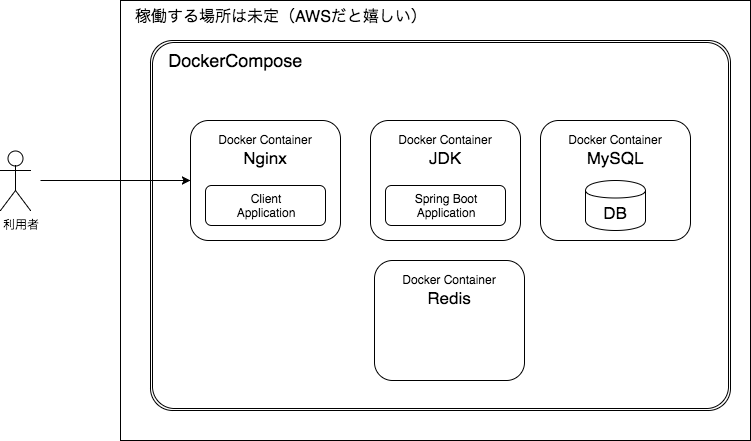 稼働する場所は未定（AWSだと嬉しい）
DockerCompose
Docker Container
Nginx
Client
Application
Docker Container
JDK
Spring Boot
Application
Docker Container
MySQL
DB
利用者
Docker Container
Redis